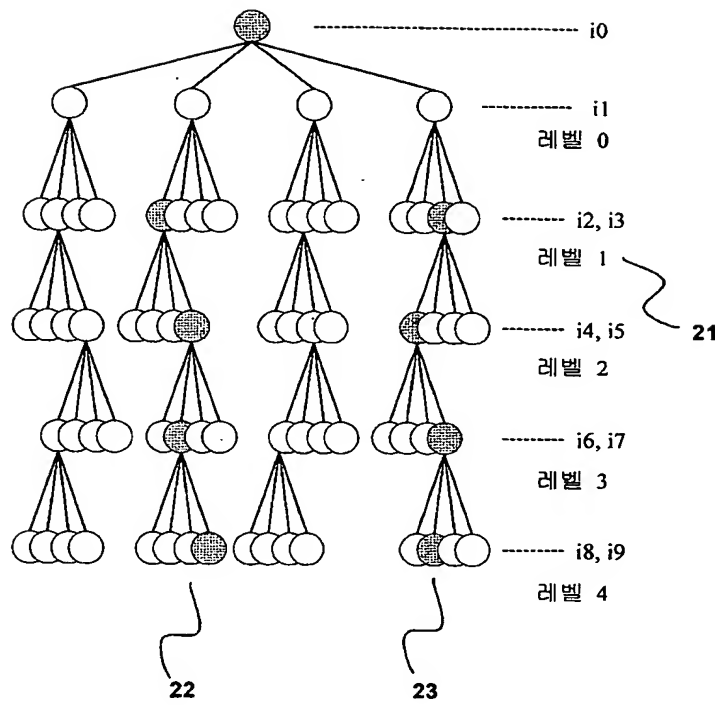 i0
i1
레벨 0
i2, i3
레벨 1
21
i4, i5
레벨 2
i6, i7
레벨 3
i8, i9
레벨 4
22
23